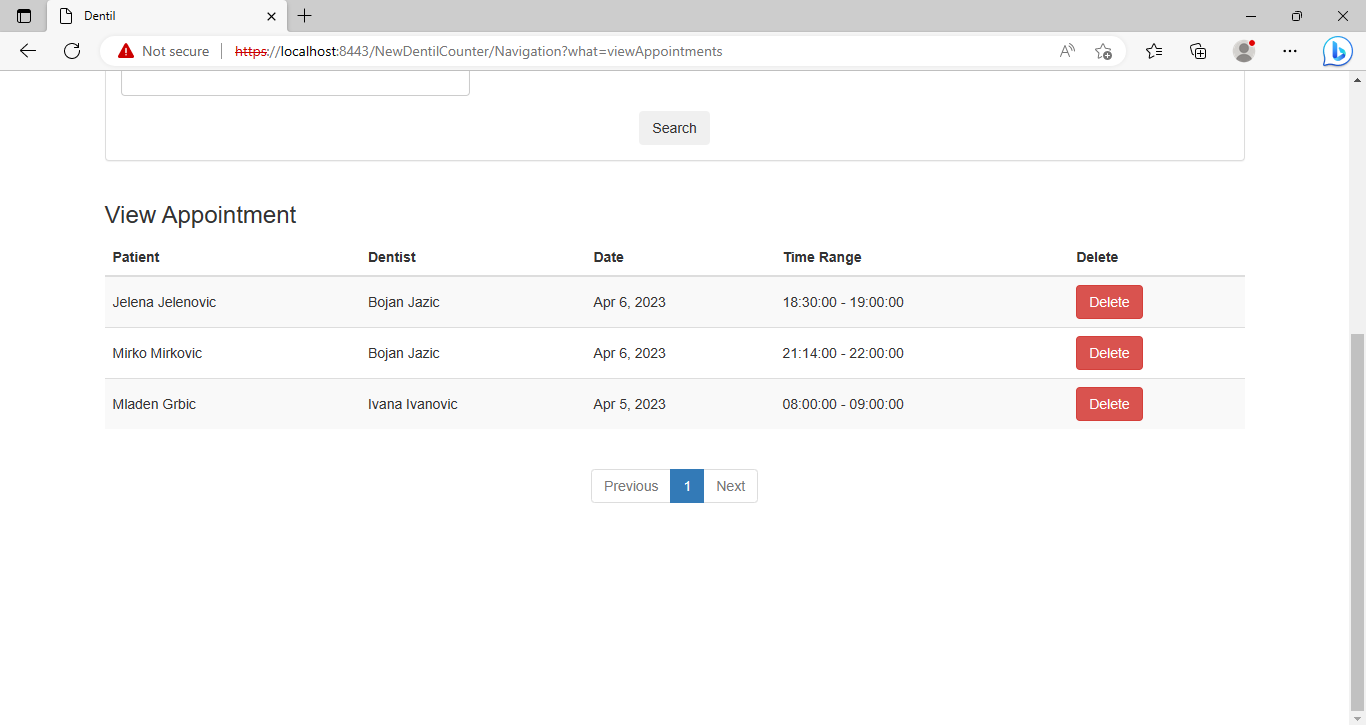 Dentil
Not secure https://localhost:8443/NewDentilCounter/Navigation?what=viewAppointments
Search
View Appointment
Patient Dentist Date Time Range Delete
Jelena Jelenovic Bojan Jazic Apr 6, 2023 18:30:00 - 19:00:00 Delete
Mirko Mirkovic Bojan Jazic Apr 6, 2023 21:14:00 - 22:00:00 Delete
Mladen Grbic Ivana Ivanovic Apr 5, 2023 08:00:00 - 09:00:00 Delete
Previous 1 Next